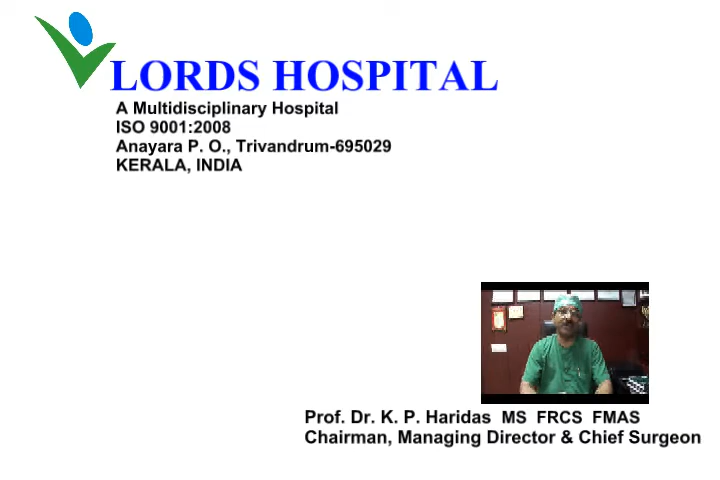 LORDS HOSPITAL
A Multidisciplinary Hospital
ISO 9001:2008
Anayara P. O., Trivandrum-695029
KERALA, INDIA
Prof. Dr. K. P. Haridas MS FRCS FMAS
Chairman, Managing Director & Chief Surgeon